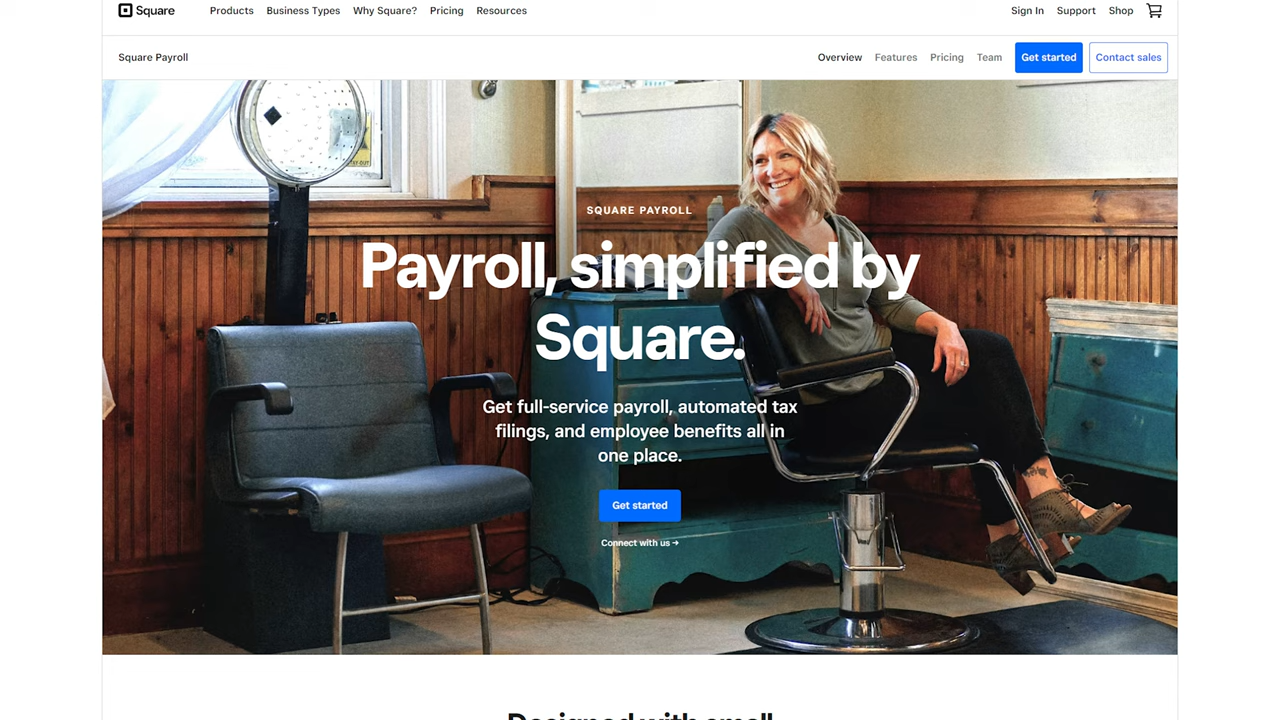 Square
Products Business Types Why Square? Pricing Resources
Sign In Support Shop
Square Payroll
Overview Features Pricing Team Get started Contact sales
SQUARE PAYROLL
Payroll, simplified by
Square.
Get full-service payroll, automated tax
filings, and employee benefits all in
one place.
Get started
Connect with us →
Designed with small